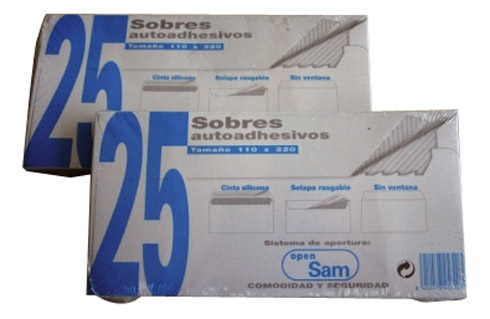 25
Sobres
autoadhesivos
Tamaño 110 x 220
Cinta silicona Solapa rasgable Sin ventana
25
Sobres
autoadhesivos
Tamaño 110 x 220
Cinta silicona Solapa rasgable Sin ventana
Sistema de apertura:
open
Sam
COMODIDAD Y SEGURIDAD